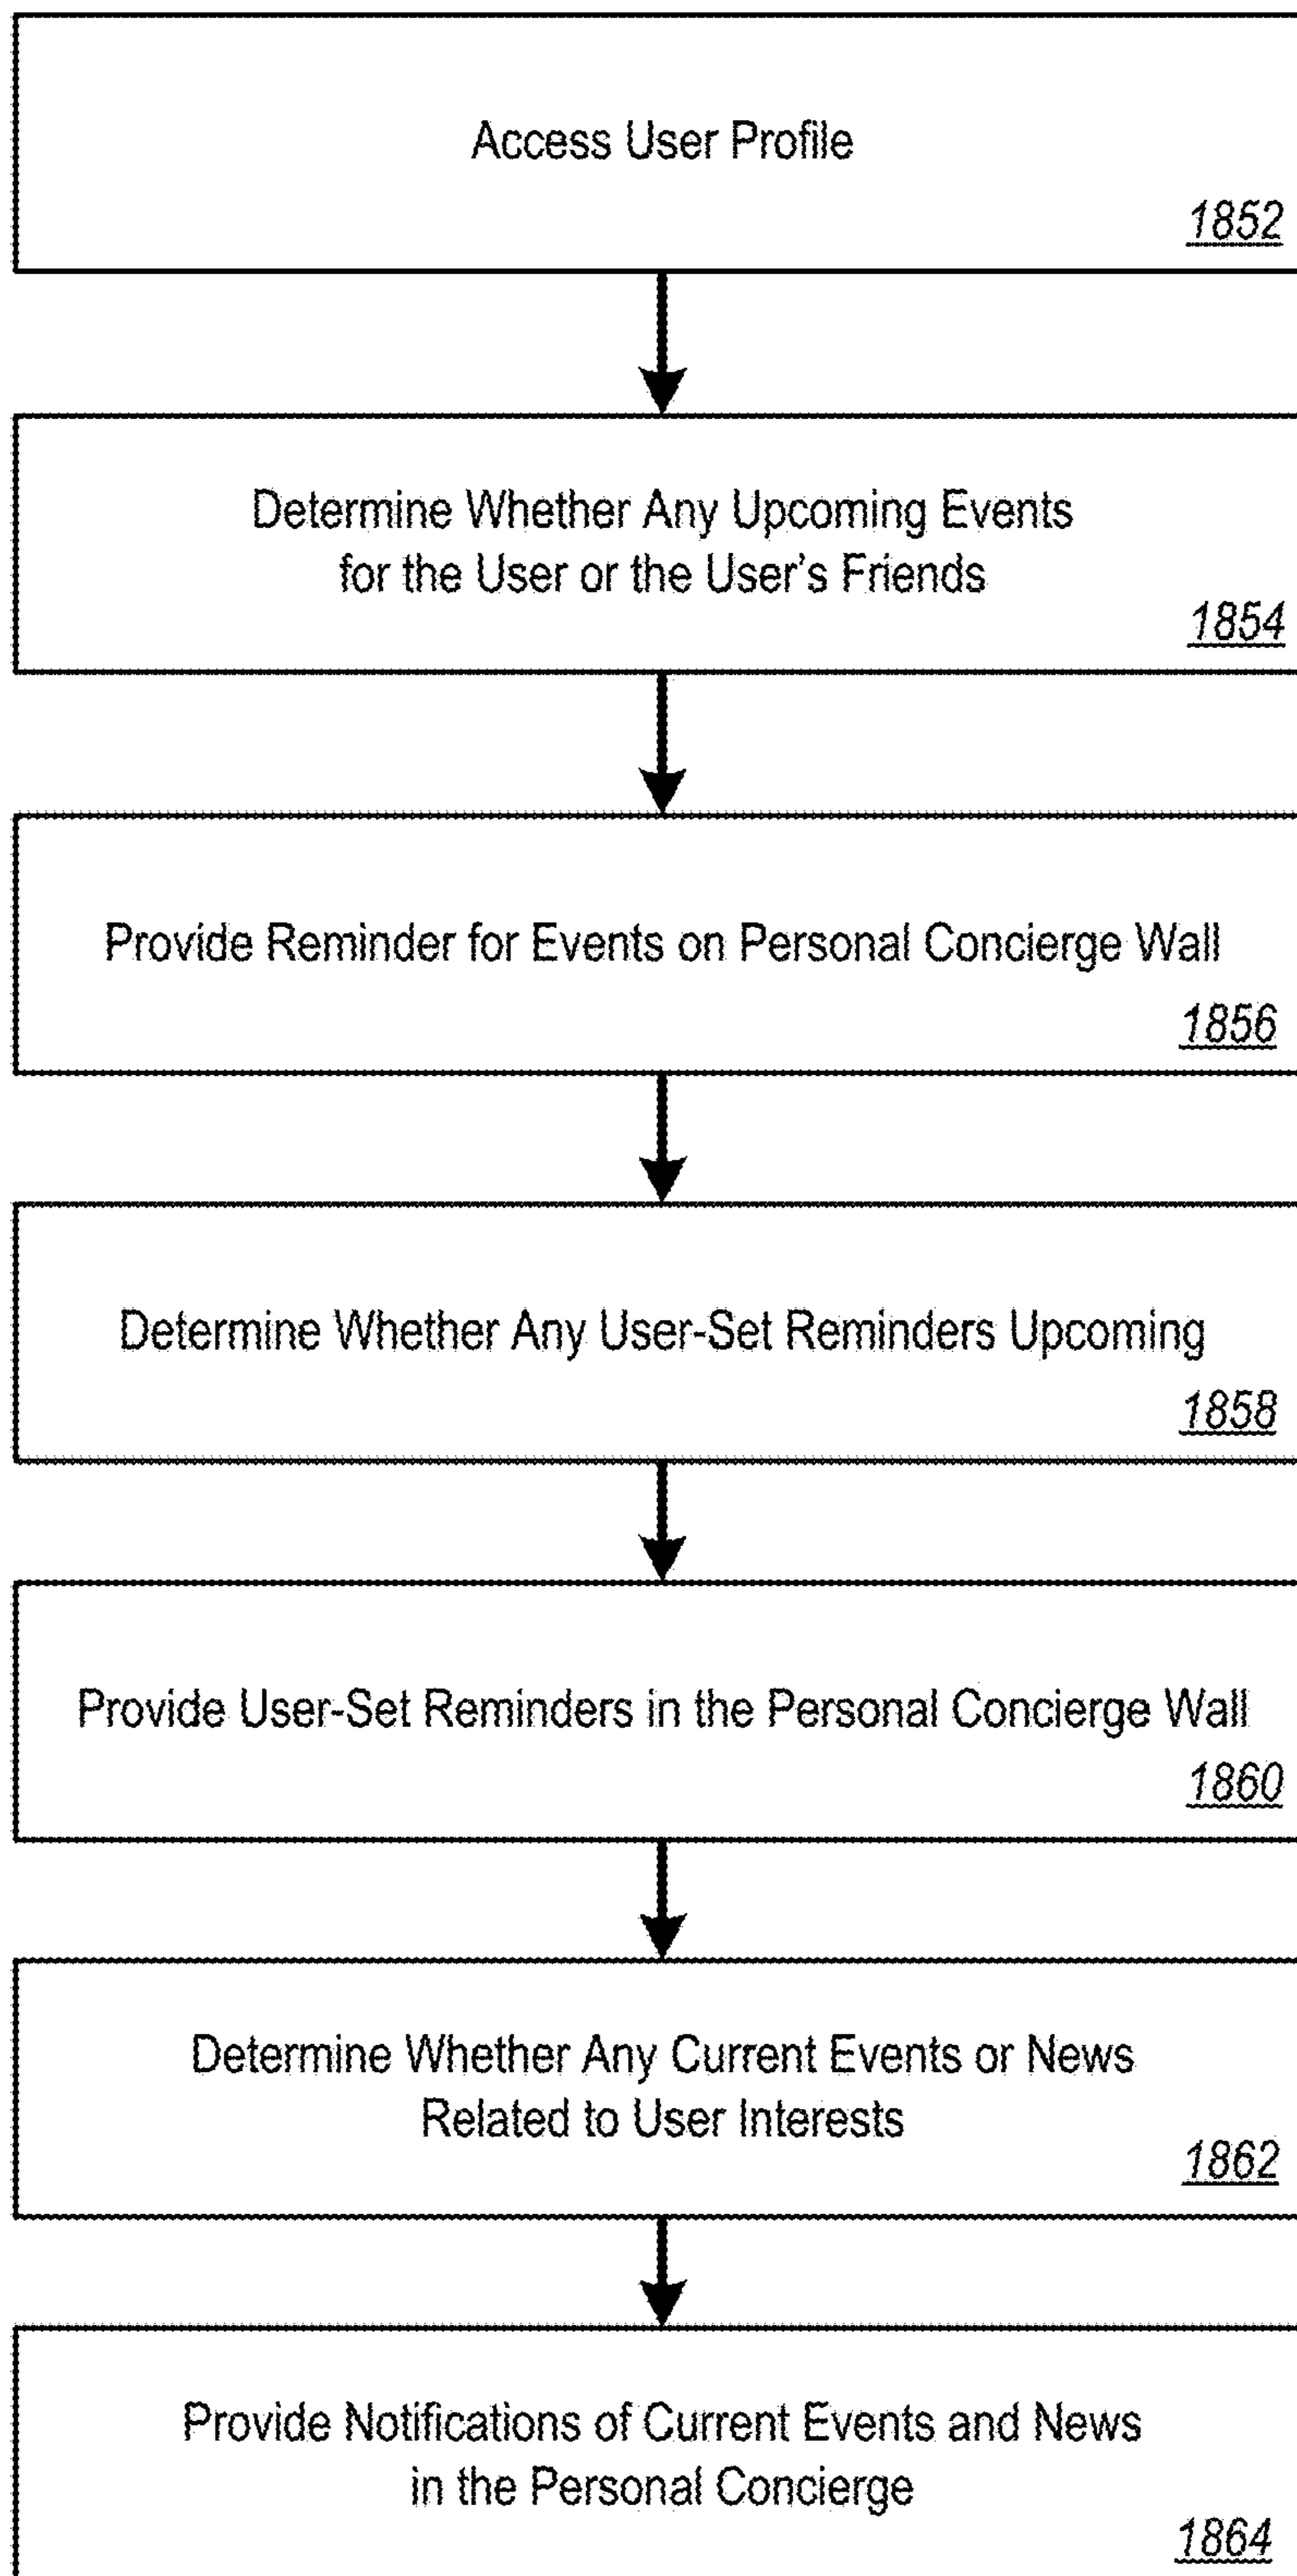 Access User Profile
1852
Determine Whether Any Upcoming Events
for the User or the User's Friends
1854
Provide Reminder for Events on Personal Concierge Wall
1856
Determine Whether Any User-Set Reminders Upcoming
1858
Provide User-Set Reminders in the Personal Concierge Wall
1860
Determine Whether Any Current Events or News
Related to User Interests
1862
Provide Notifications of Current Events and News
in the Personal Concierge
1864